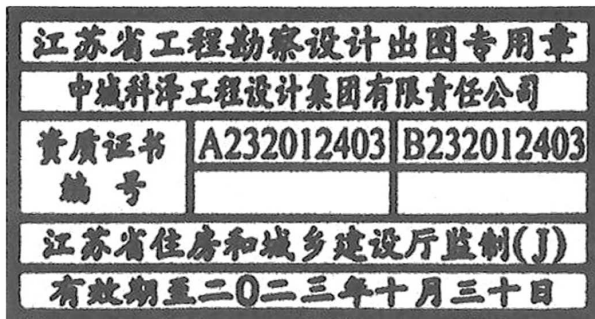 江苏省工程勘察设计出图专用章
中城科泽工程设计集团有限责任公司
资质证书 A232012403 B232012403
编号
江苏省住房和城乡建设厅监制(J)
有效期至二〇二三年十月三十日